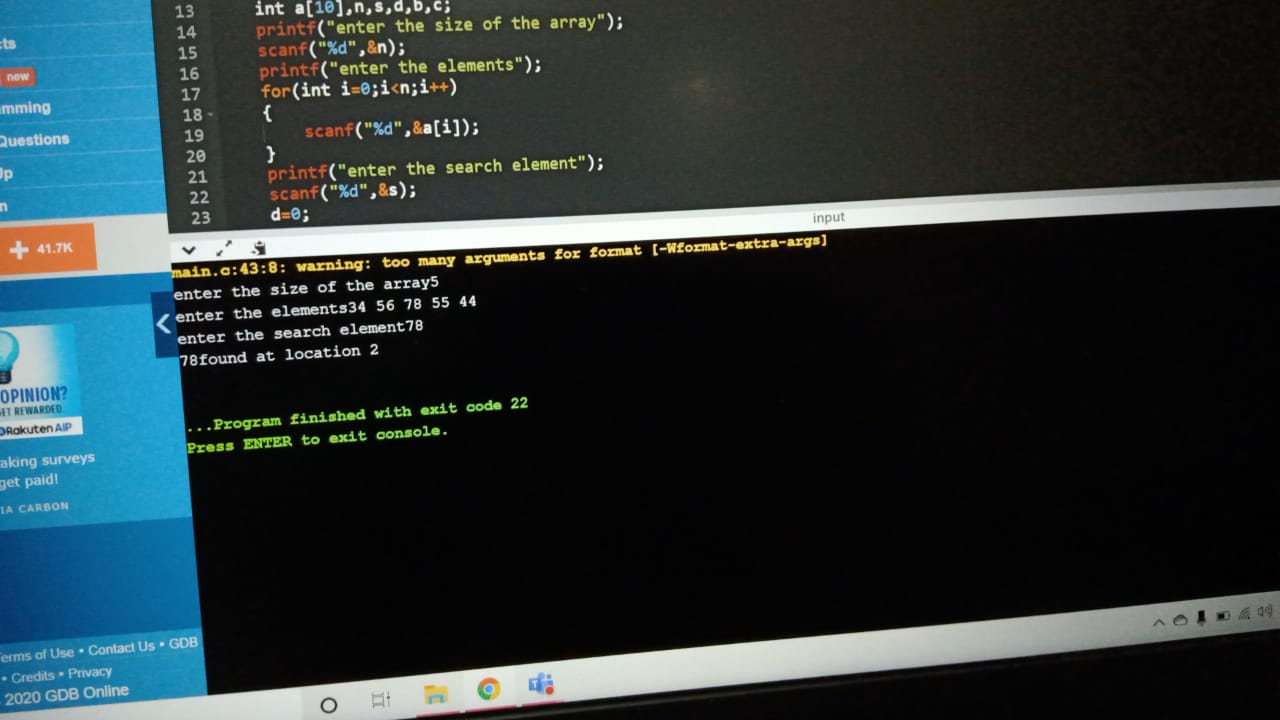 13 int a[10],n,s,d,b,c;
14 printf("enter the size of the array");
15 scanf("%d",&n);
16 printf("enter the elements");
17 for(int i=0;i<n;i++)
18 {
19 scanf("%d",&a[i]);
20 }
21 printf("enter the search element");
22 scanf("%d",&s);
23 d=0;
cts
new
mming
Questions
Up
n
+ 41.7K
input
main.c:43:8: warning: too many arguments for format [-Wformat-extra-args]
enter the size of the array5
enter the elements34 56 78 55 44
enter the search element78
78found at location 2
...Program finished with exit code 22
Press ENTER to exit console.
OPINION?
GET REWARDED.
Rakuten AIP
aking surveys
get paid!
IA CARBON
Terms of Use • Contact Us • GDB
• Credits • Privacy
2020 GDB Online